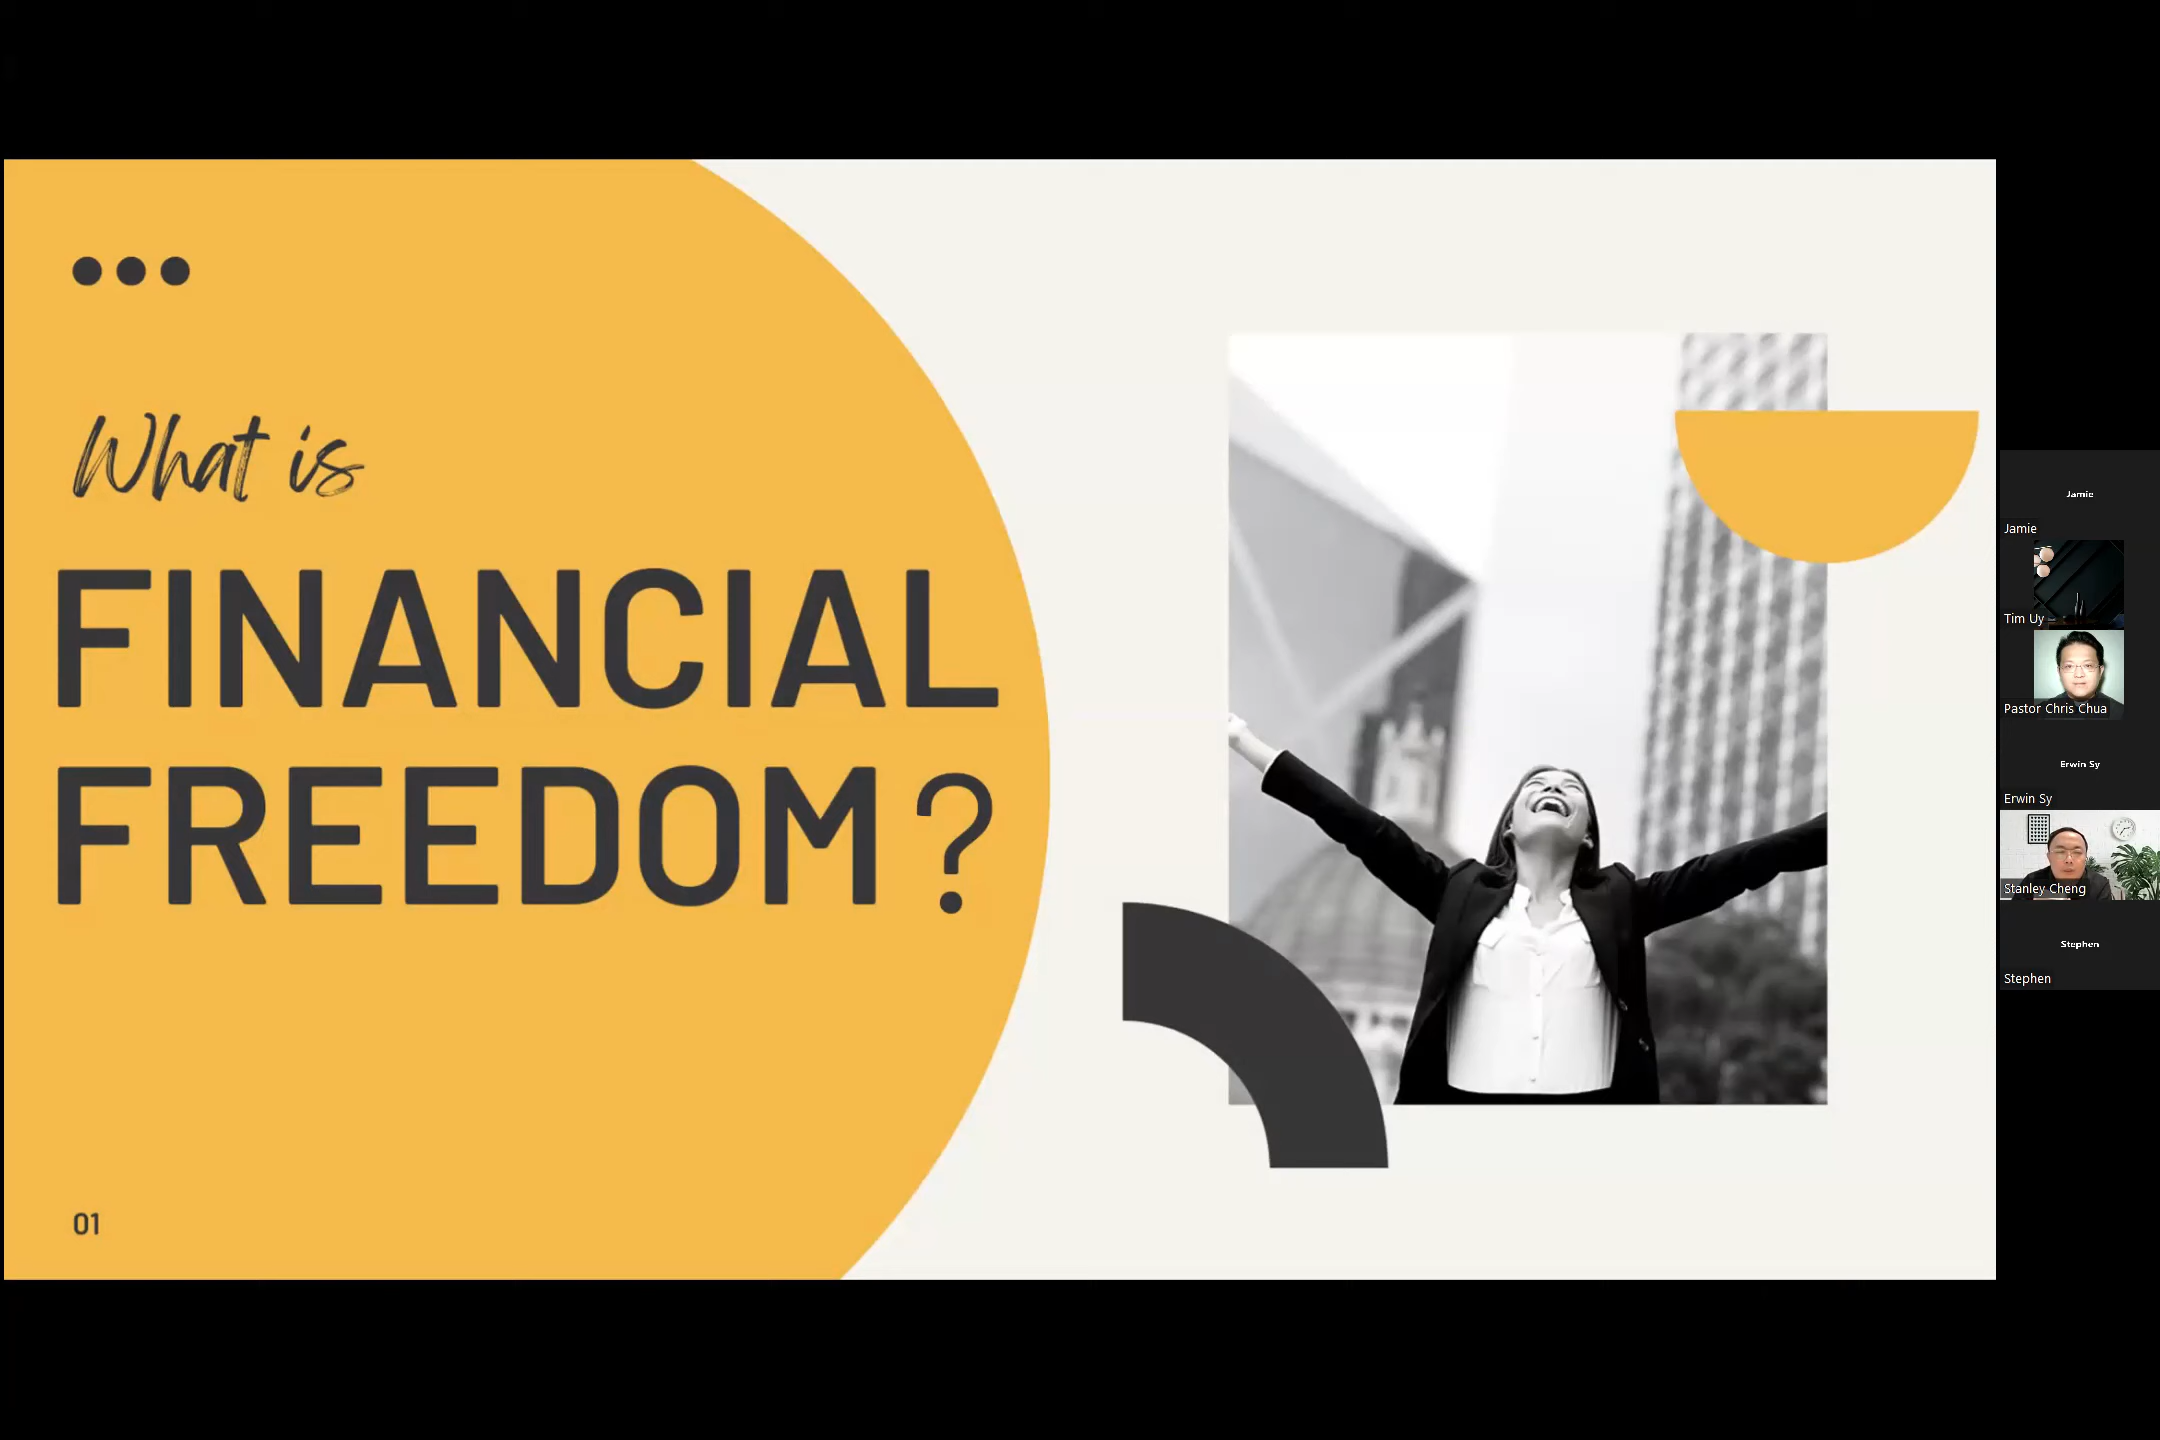 What is
FINANCIAL
FREEDOM?
01
Jamie
Jamie
Tim Uy
Pastor Chris Chua
Erwin Sy
Erwin Sy
Stanley Cheng
Stephen
Stephen